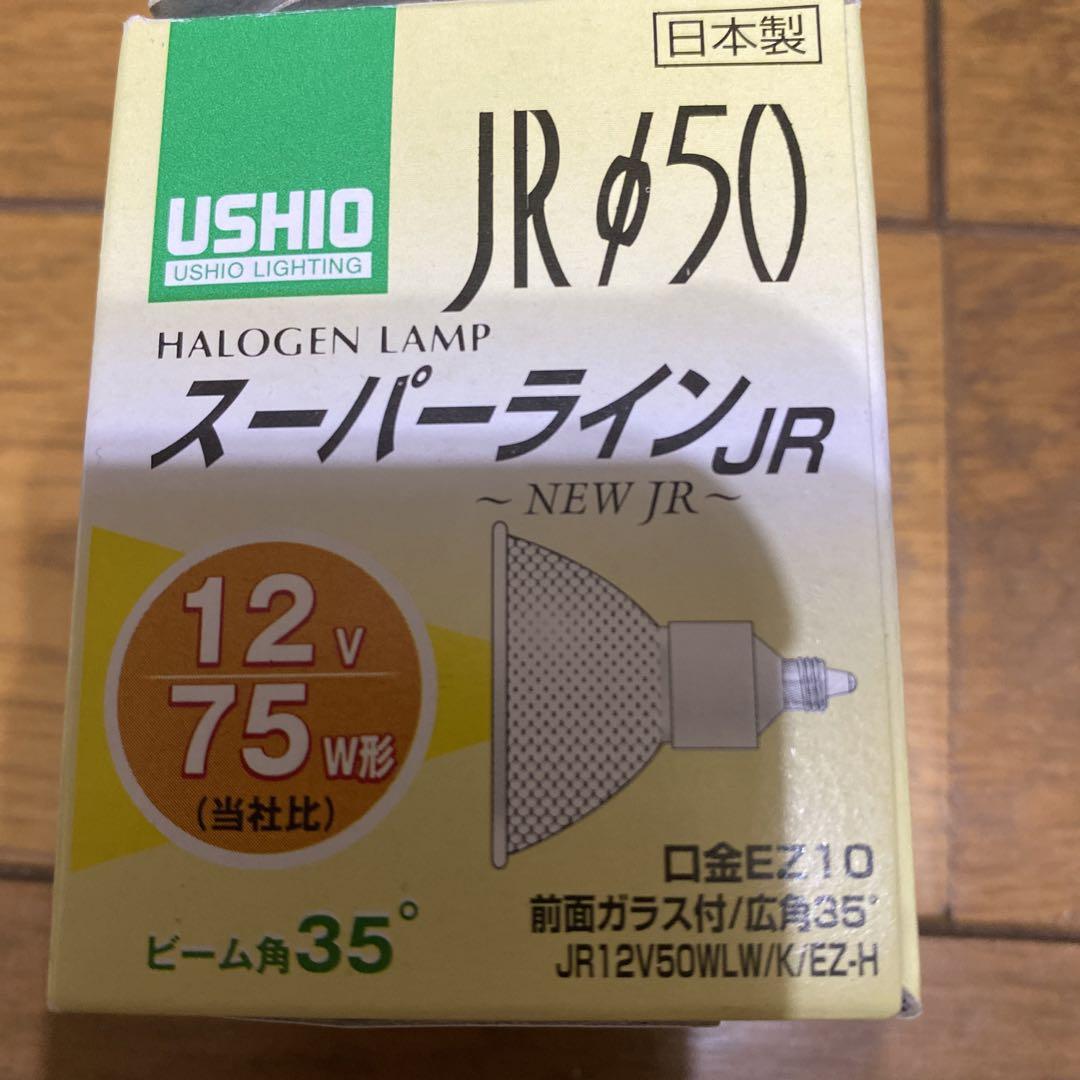 日本製
USHIO
USHIO LIGHTING
JRφ50
HALOGEN LAMP
スーパーラインJR
～NEW JR～
12V
75W形
(当社比)
口金EZ10
前面ガラス付/広角35°
ビーム角35°
JR12V50WLW/K/EZ-H